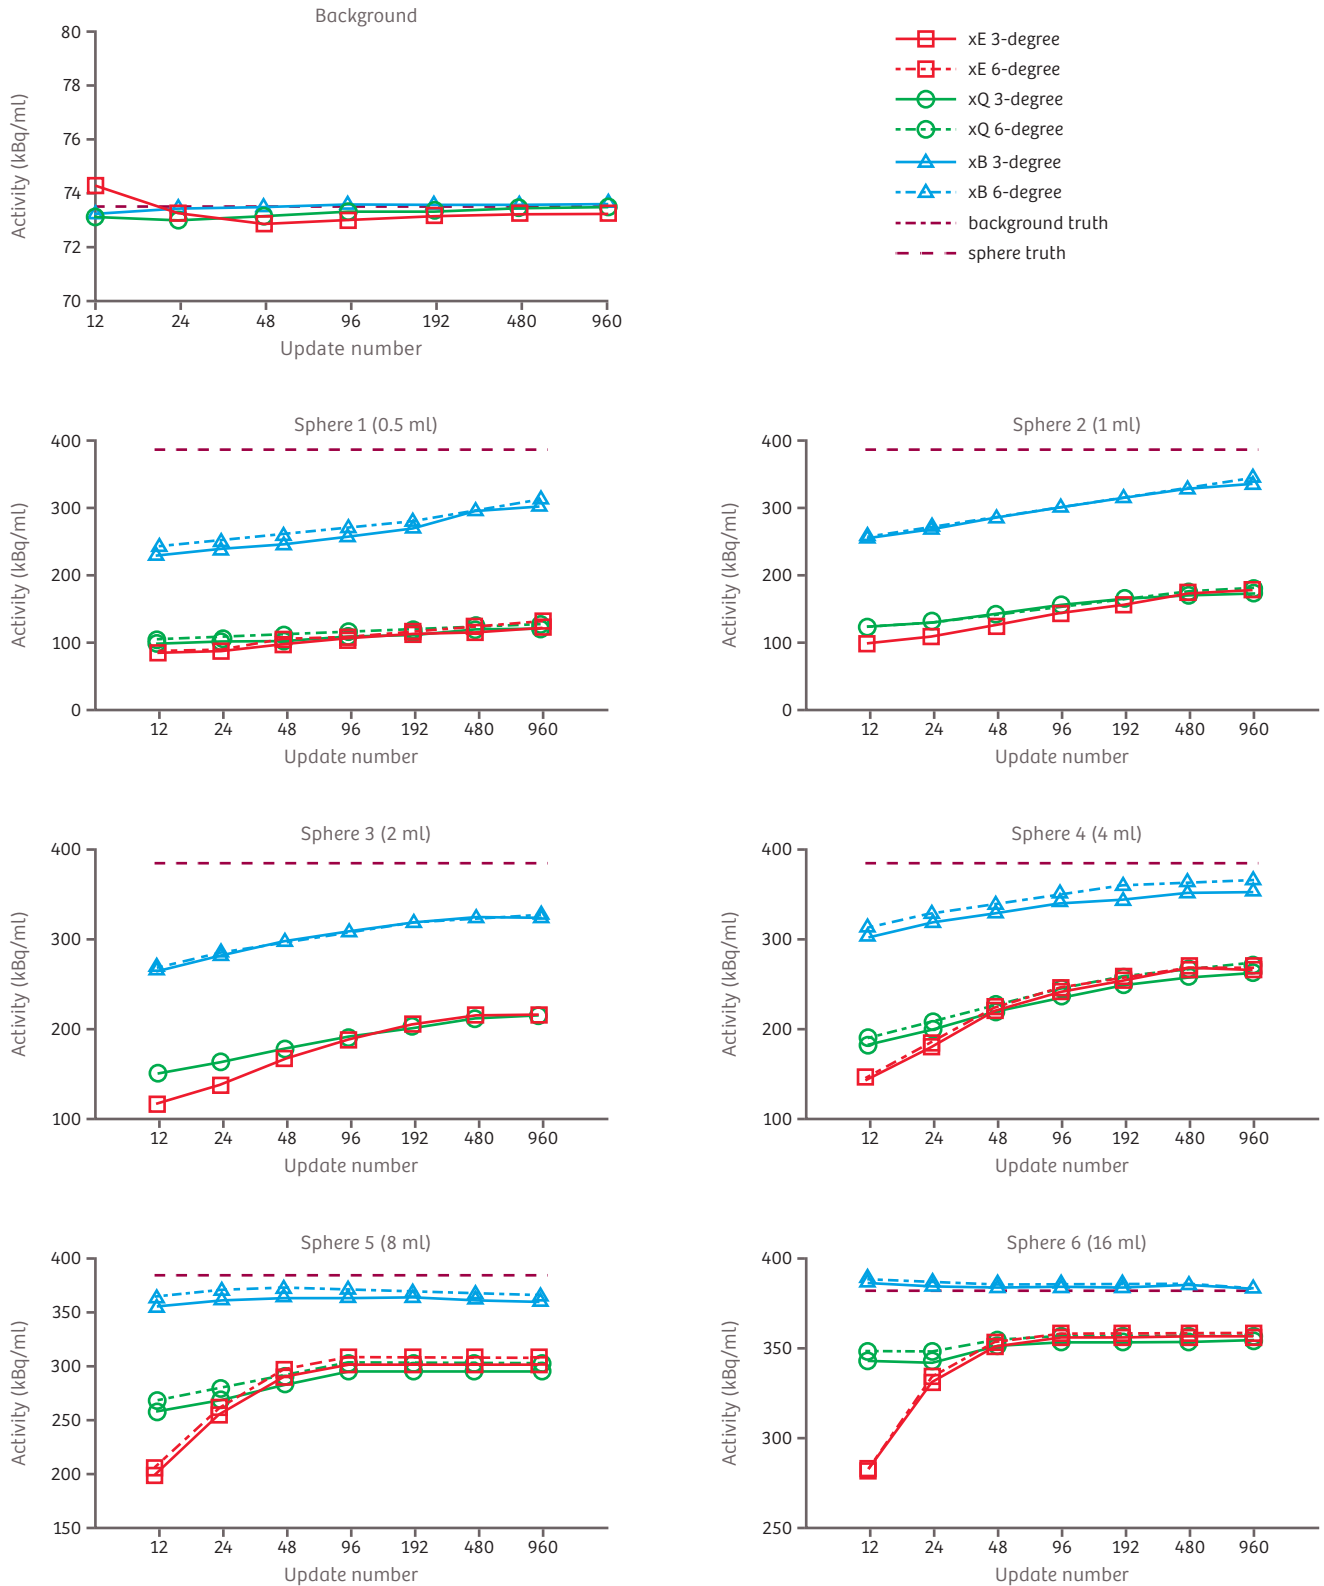 Background
80
78
76
74
72
70
Activity (kBq/ml)
12 24 48 96 192 480 960
Update number
xE 3-degree
xE 6-degree
xQ 3-degree
xQ 6-degree
xB 3-degree
xB 6-degree
background truth
sphere truth
Sphere 1 (0.5 ml)
400
300
200
100
0
Activity (kBq/ml)
12 24 48 96 192 480 960
Update number
Sphere 2 (1 ml)
400
300
200
100
0
Activity (kBq/ml)
12 24 48 96 192 480 960
Update number
Sphere 3 (2 ml)
400
300
200
100
Activity (kBq/ml)
12 24 48 96 192 480 960
Update number
Sphere 4 (4 ml)
400
300
200
100
Activity (kBq/ml)
12 24 48 96 192 480 960
Update number
Sphere 5 (8 ml)
400
350
300
250
200
150
Activity (kBq/ml)
12 24 48 96 192 480 960
Update number
Sphere 6 (16 ml)
400
350
300
250
Activity (kBq/ml)
12 24 48 96 192 480 960
Update number